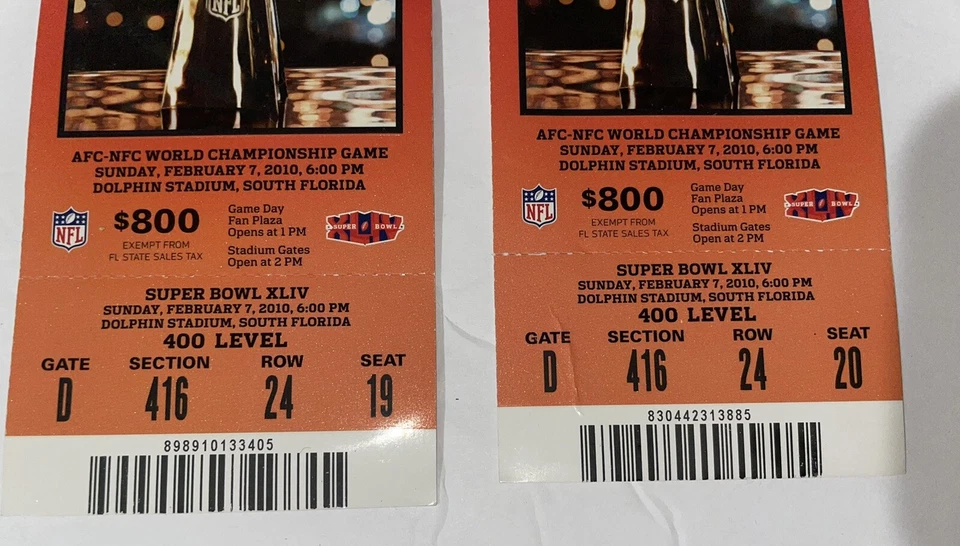 NFL
AFC-NFC WORLD CHAMPIONSHIP GAME
SUNDAY, FEBRUARY 7, 2010, 6:00 PM
DOLPHIN STADIUM, SOUTH FLORIDA
NFL
$800
EXEMPT FROM
FL STATE SALES TAX
Game Day
Fan Plaza
Opens at 1 PM
Stadium Gates
Open at 2 PM
SUPER BOWL
XLIV
SUPER BOWL XLIV
SUNDAY, FEBRUARY 7, 2010, 6:00 PM
DOLPHIN STADIUM, SOUTH FLORIDA
400 LEVEL
GATE SECTION ROW SEAT
D 416 24 19
898910133405
AFC-NFC WORLD CHAMPIONSHIP GAME
SUNDAY, FEBRUARY 7, 2010, 6:00 PM
DOLPHIN STADIUM, SOUTH FLORIDA
NFL
$800
EXEMPT FROM
FL STATE SALES TAX
Game Day
Fan Plaza
Opens at 1 PM
Stadium Gates
Open at 2 PM
SUPER BOWL
XLIV
SUPER BOWL XLIV
SUNDAY, FEBRUARY 7, 2010, 6:00 PM
DOLPHIN STADIUM, SOUTH FLORIDA
400 LEVEL
GATE SECTION ROW SEAT
D 416 24 20
830442313885